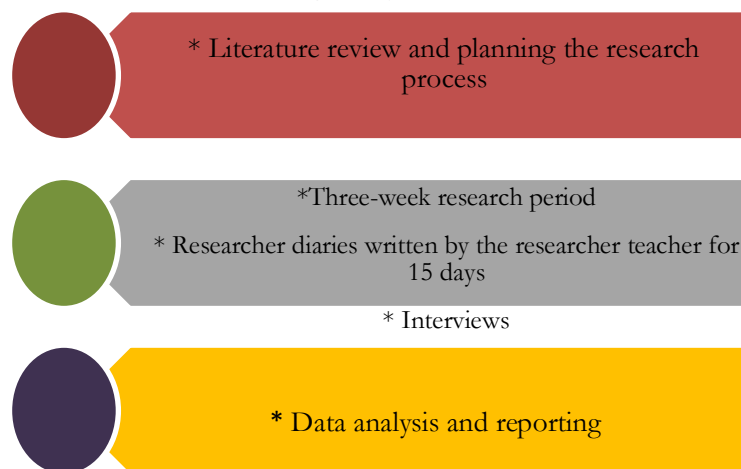 * Literature review and planning the research
process
*Three-week research period
* Researcher diaries written by the researcher teacher for
15 days
* Interviews
* Data analysis and reporting